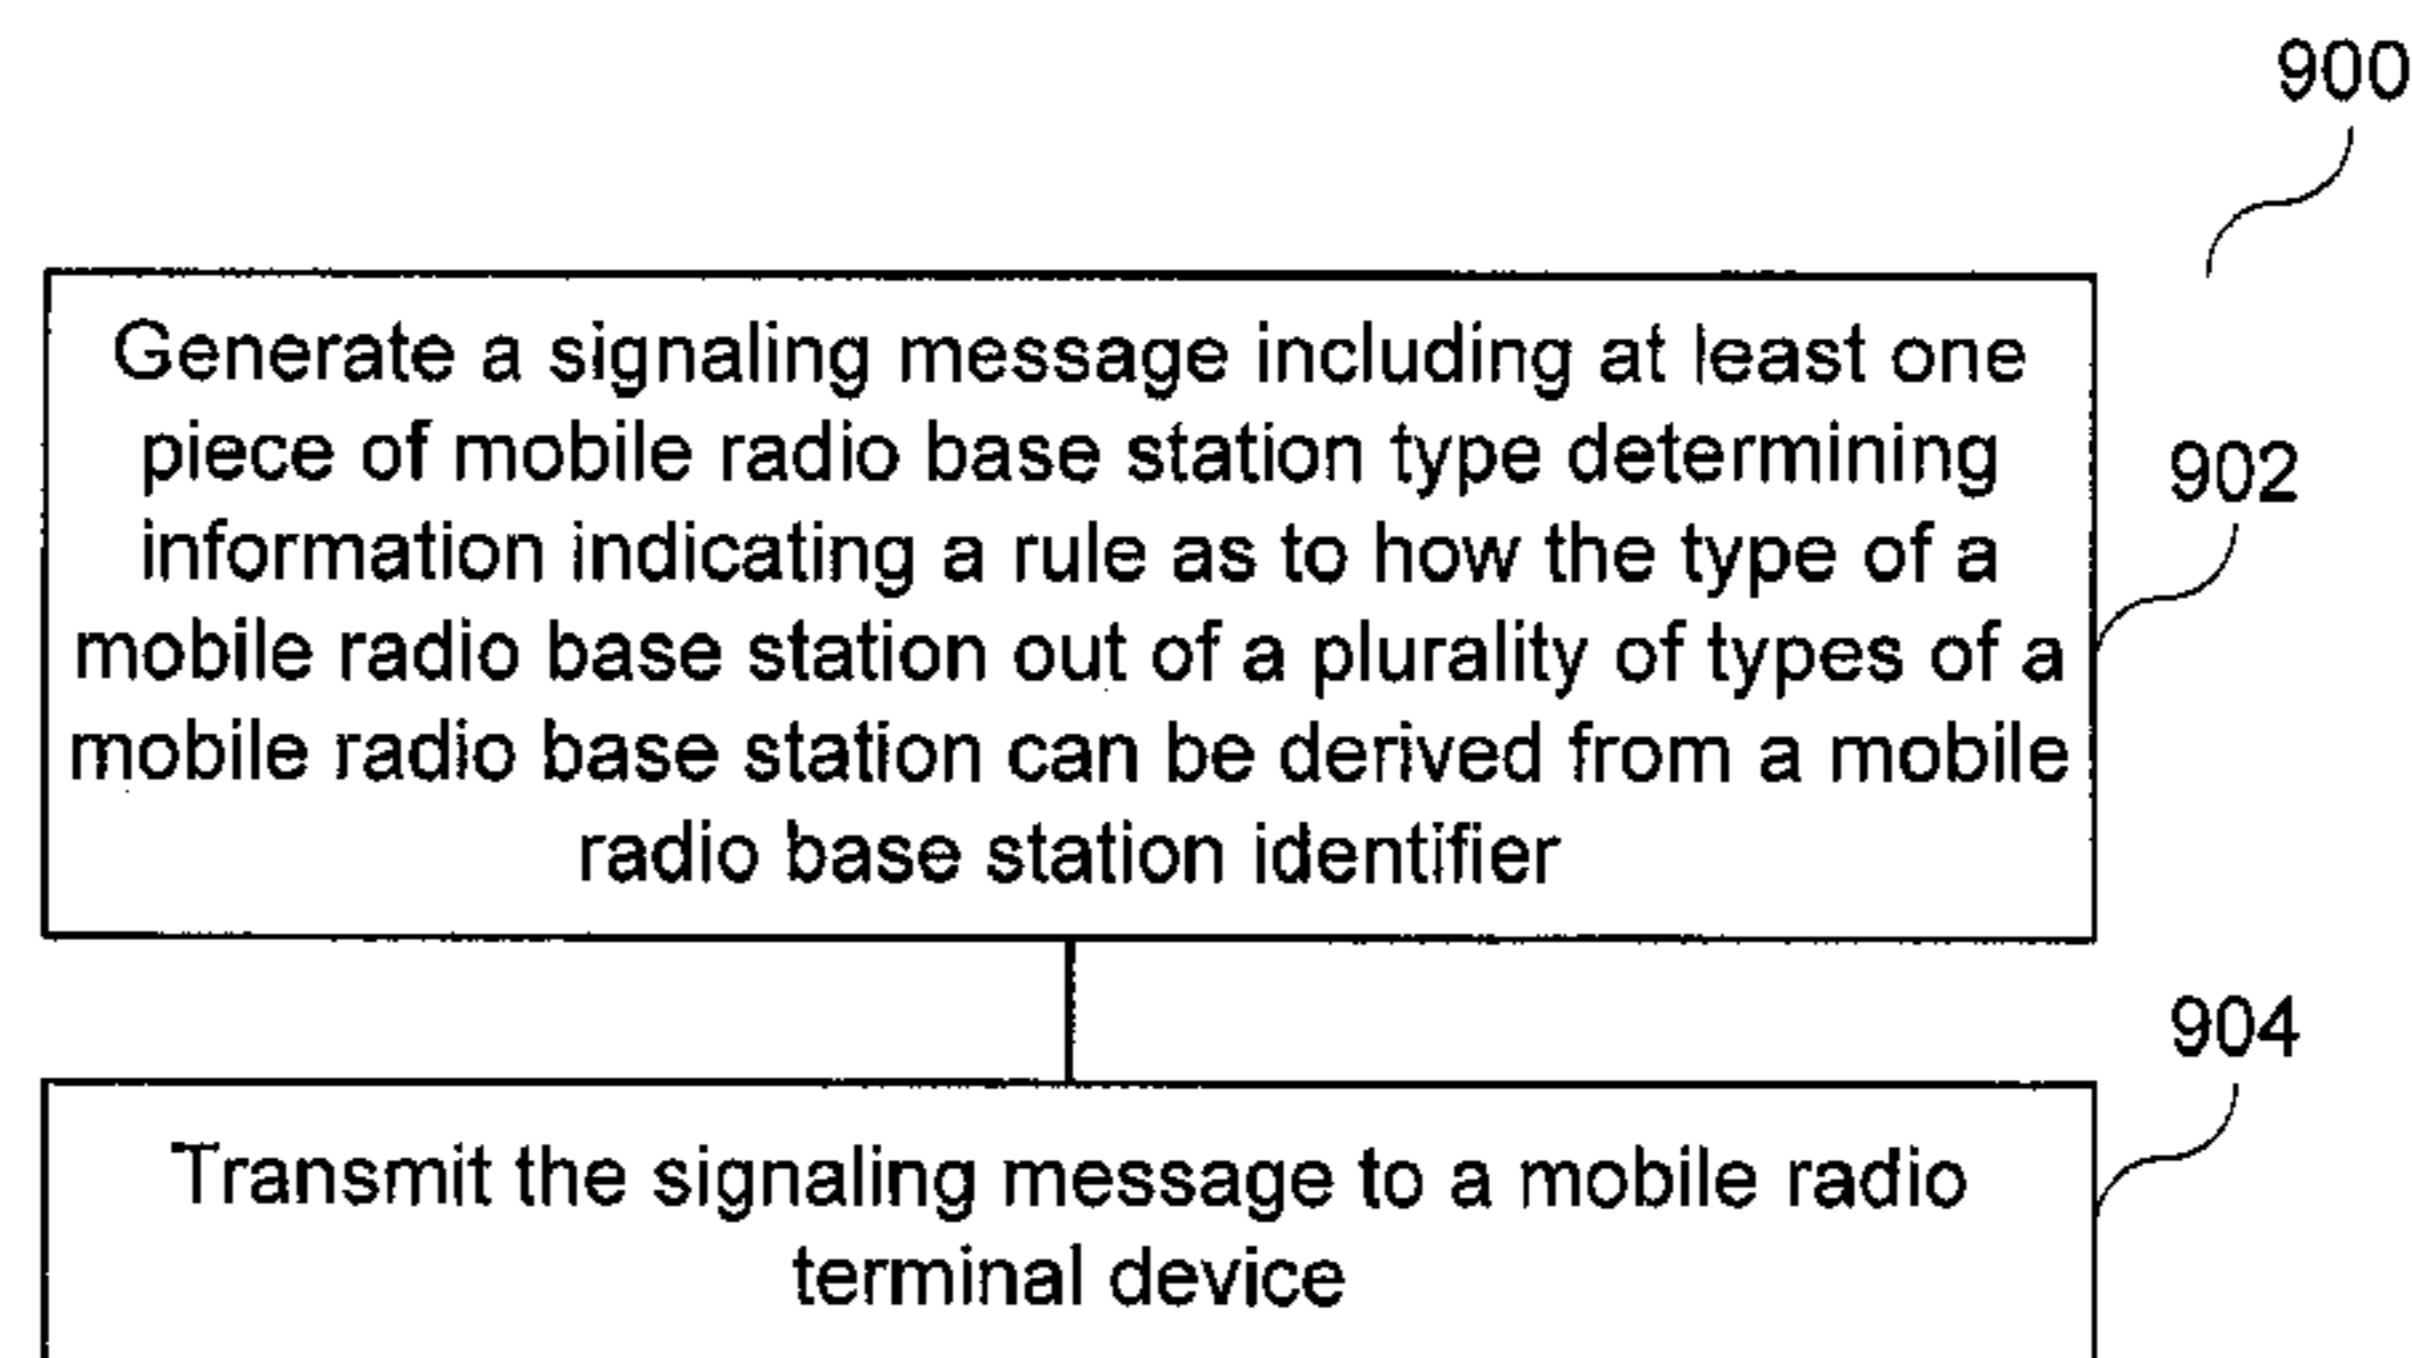 900
Generate a signaling message including at least one
piece of mobile radio base station type determining
information indicating a rule as to how the type of a
mobile radio base station out of a plurality of types of a
mobile radio base station can be derived from a mobile
radio base station identifier
902
904
Transmit the signaling message to a mobile radio
terminal device